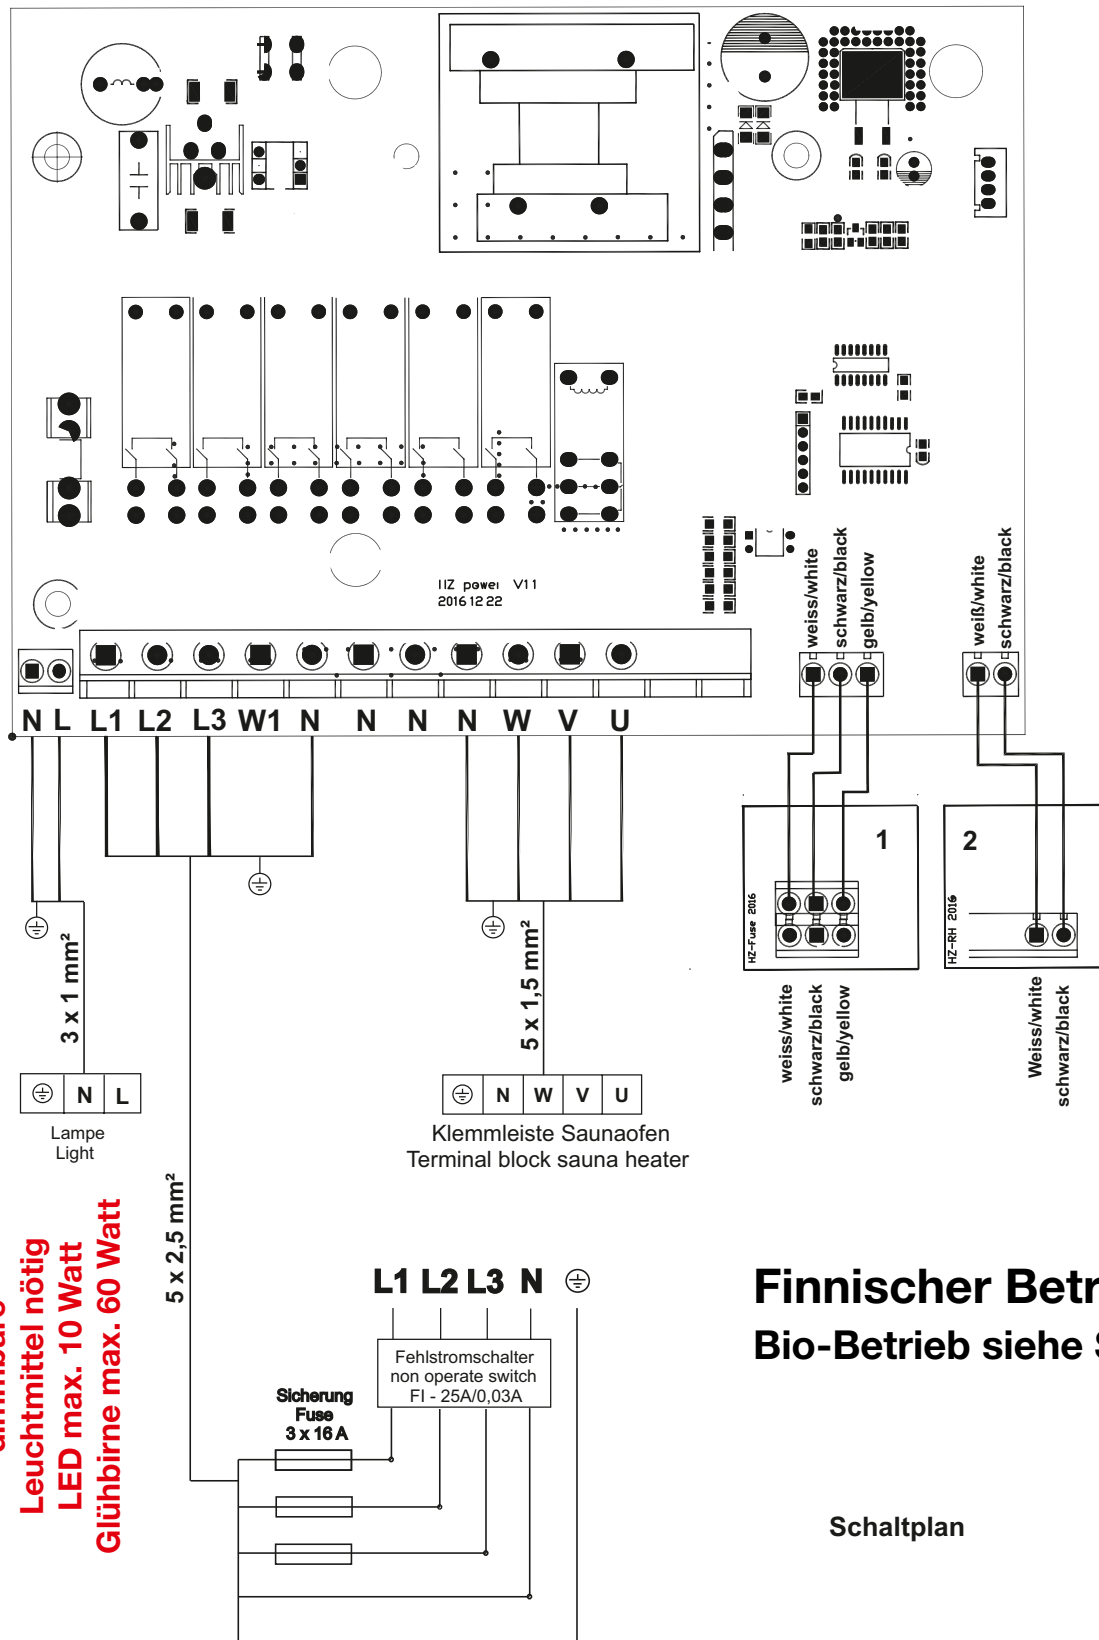 IIZ power V11
2016 12 22
weiss/white
schwarz/black
gelb/yellow
weiß/white
schwarz/black
N L L1 L2 L3 W1 N N N N W V U
1
2
HZ-Fuse 2016
HZ-RH 2016
weiss/white
schwarz/black
gelb/yellow
Weiss/white
schwarz/black
3 x 1 mm²
5 x 1,5 mm²
N L
Lampe
Light
N W V U
Klemmleiste Saunaofen
Terminal block sauna heater
5 x 2,5 mm²
Leuchtmittel nötig
LED max. 10 Watt
Glühbirne max. 60 Watt
L1 L2 L3 N
Fehlstromschalter
non operate switch
FI - 25A/0,03A
Sicherung
Fuse
3 x 16 A
Finnischer Betr
Bio-Betrieb siehe S
Schaltplan